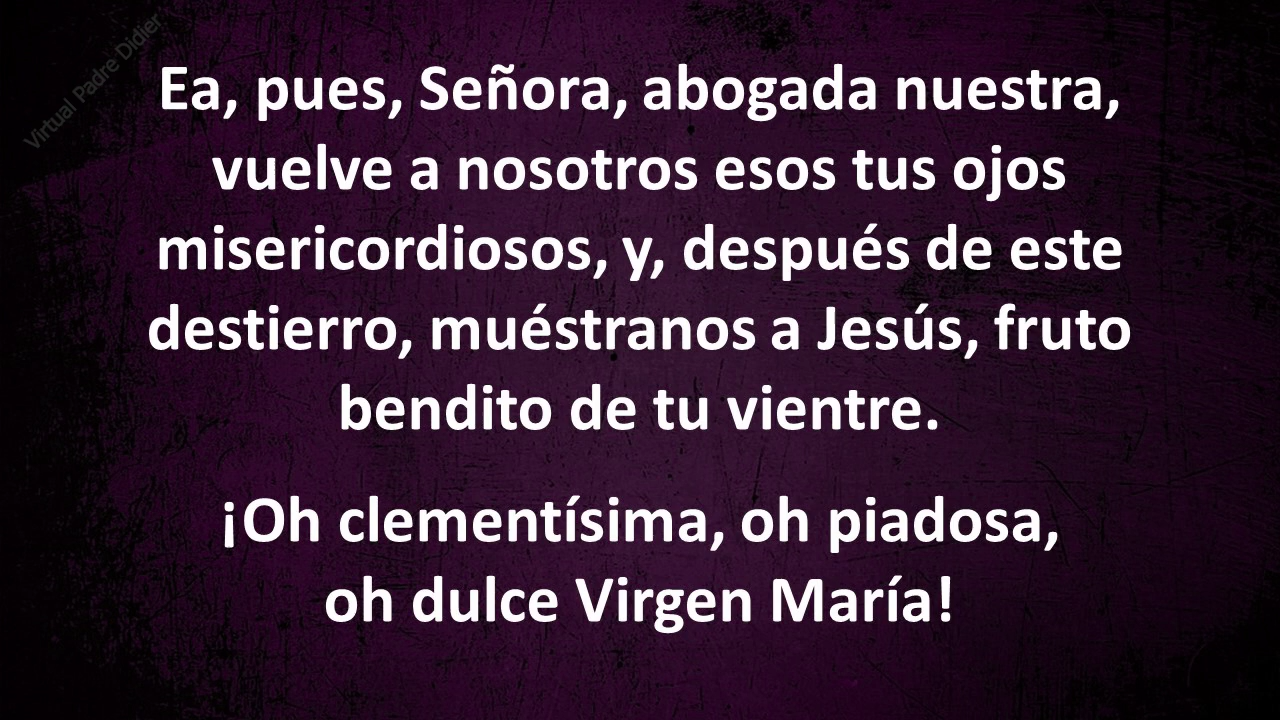 Virtual Padre Didier
Ea, pues, Señora, abogada nuestra,
vuelve a nosotros esos tus ojos
misericordiosos, y, después de este
destierro, muéstranos a Jesús, fruto
bendito de tu vientre.
¡Oh clementísima, oh piadosa,
oh dulce Virgen María!